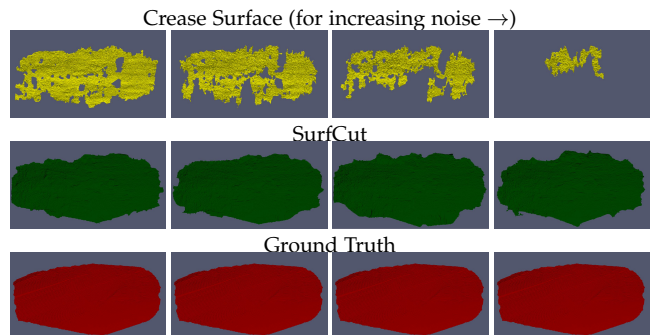 Crease Surface (for increasing noise →)
SurfCut
Ground Truth